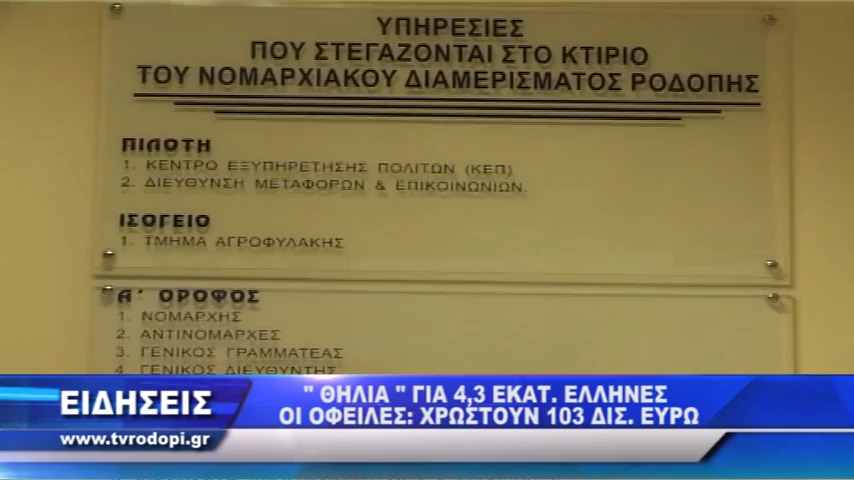 ΥΠΗΡΕΣΙΕΣ
ΠΟΥ ΣΤΕΓΑΖΟΝΤΑΙ ΣΤΟ ΚΤΙΡΙΟ
ΤΟΥ ΝΟΜΑΡΧΙΑΚΟΥ ΔΙΑΜΕΡΙΣΜΑΤΟΣ ΡΟΔΟΠΗΣ
ΠΙΛΟΤΗ
1. ΚΕΝΤΡΟ ΕΞΥΠΗΡΕΤΗΣΗΣ ΠΟΛΙΤΩΝ (ΚΕΠ)
2. ΔΙΕΥΘΥΝΣΗ ΜΕΤΑΦΟΡΩΝ & ΕΠΙΚΟΙΝΩΝΙΩΝ.
ΙΣΟΓΕΙΟ
1. ΤΜΗΜΑ ΑΓΡΟΦΥΛΑΚΗΣ
Α΄ ΟΡΟΦΟΣ
1. ΝΟΜΑΡΧΗΣ
2. ΑΝΤΙΝΟΜΑΡΧΕΣ
3. ΓΕΝΙΚΟΣ ΓΡΑΜΜΑΤΕΑΣ
4. ΓΕΝΙΚΟΣ ΔΙΕΥΘΥΝΤΗΣ
ΕΙΔΗΣΕΙΣ
www.tvrodopi.gr
" ΘΗΛΙΑ " ΓΙΑ 4,3 ΕΚΑΤ. ΕΛΛΗΝΕΣ
ΟΙ ΟΦΕΙΛΕΣ: ΧΡΩΣΤΟΥΝ 103 ΔΙΣ. ΕΥΡΩ